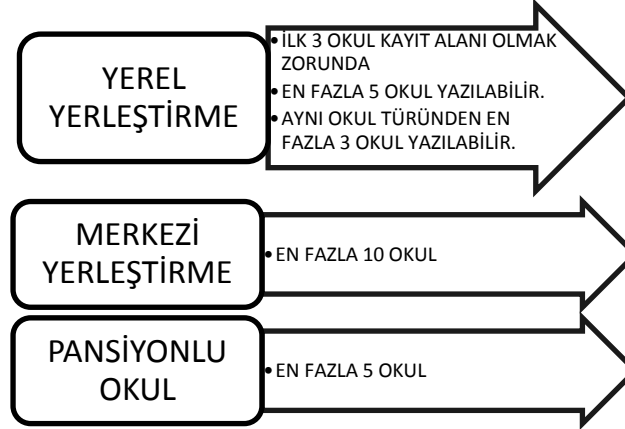 YEREL
YERLEŞTİRME
• İLK 3 OKUL KAYIT ALANI OLMAK
ZORUNDA
• EN FAZLA 5 OKUL YAZILABİLİR.
• AYNI OKUL TÜRÜNDEN EN
FAZLA 3 OKUL YAZILABİLİR.
MERKEZİ
YERLEŞTİRME
• EN FAZLA 10 OKUL
PANSİYONLU
OKUL
• EN FAZLA 5 OKUL